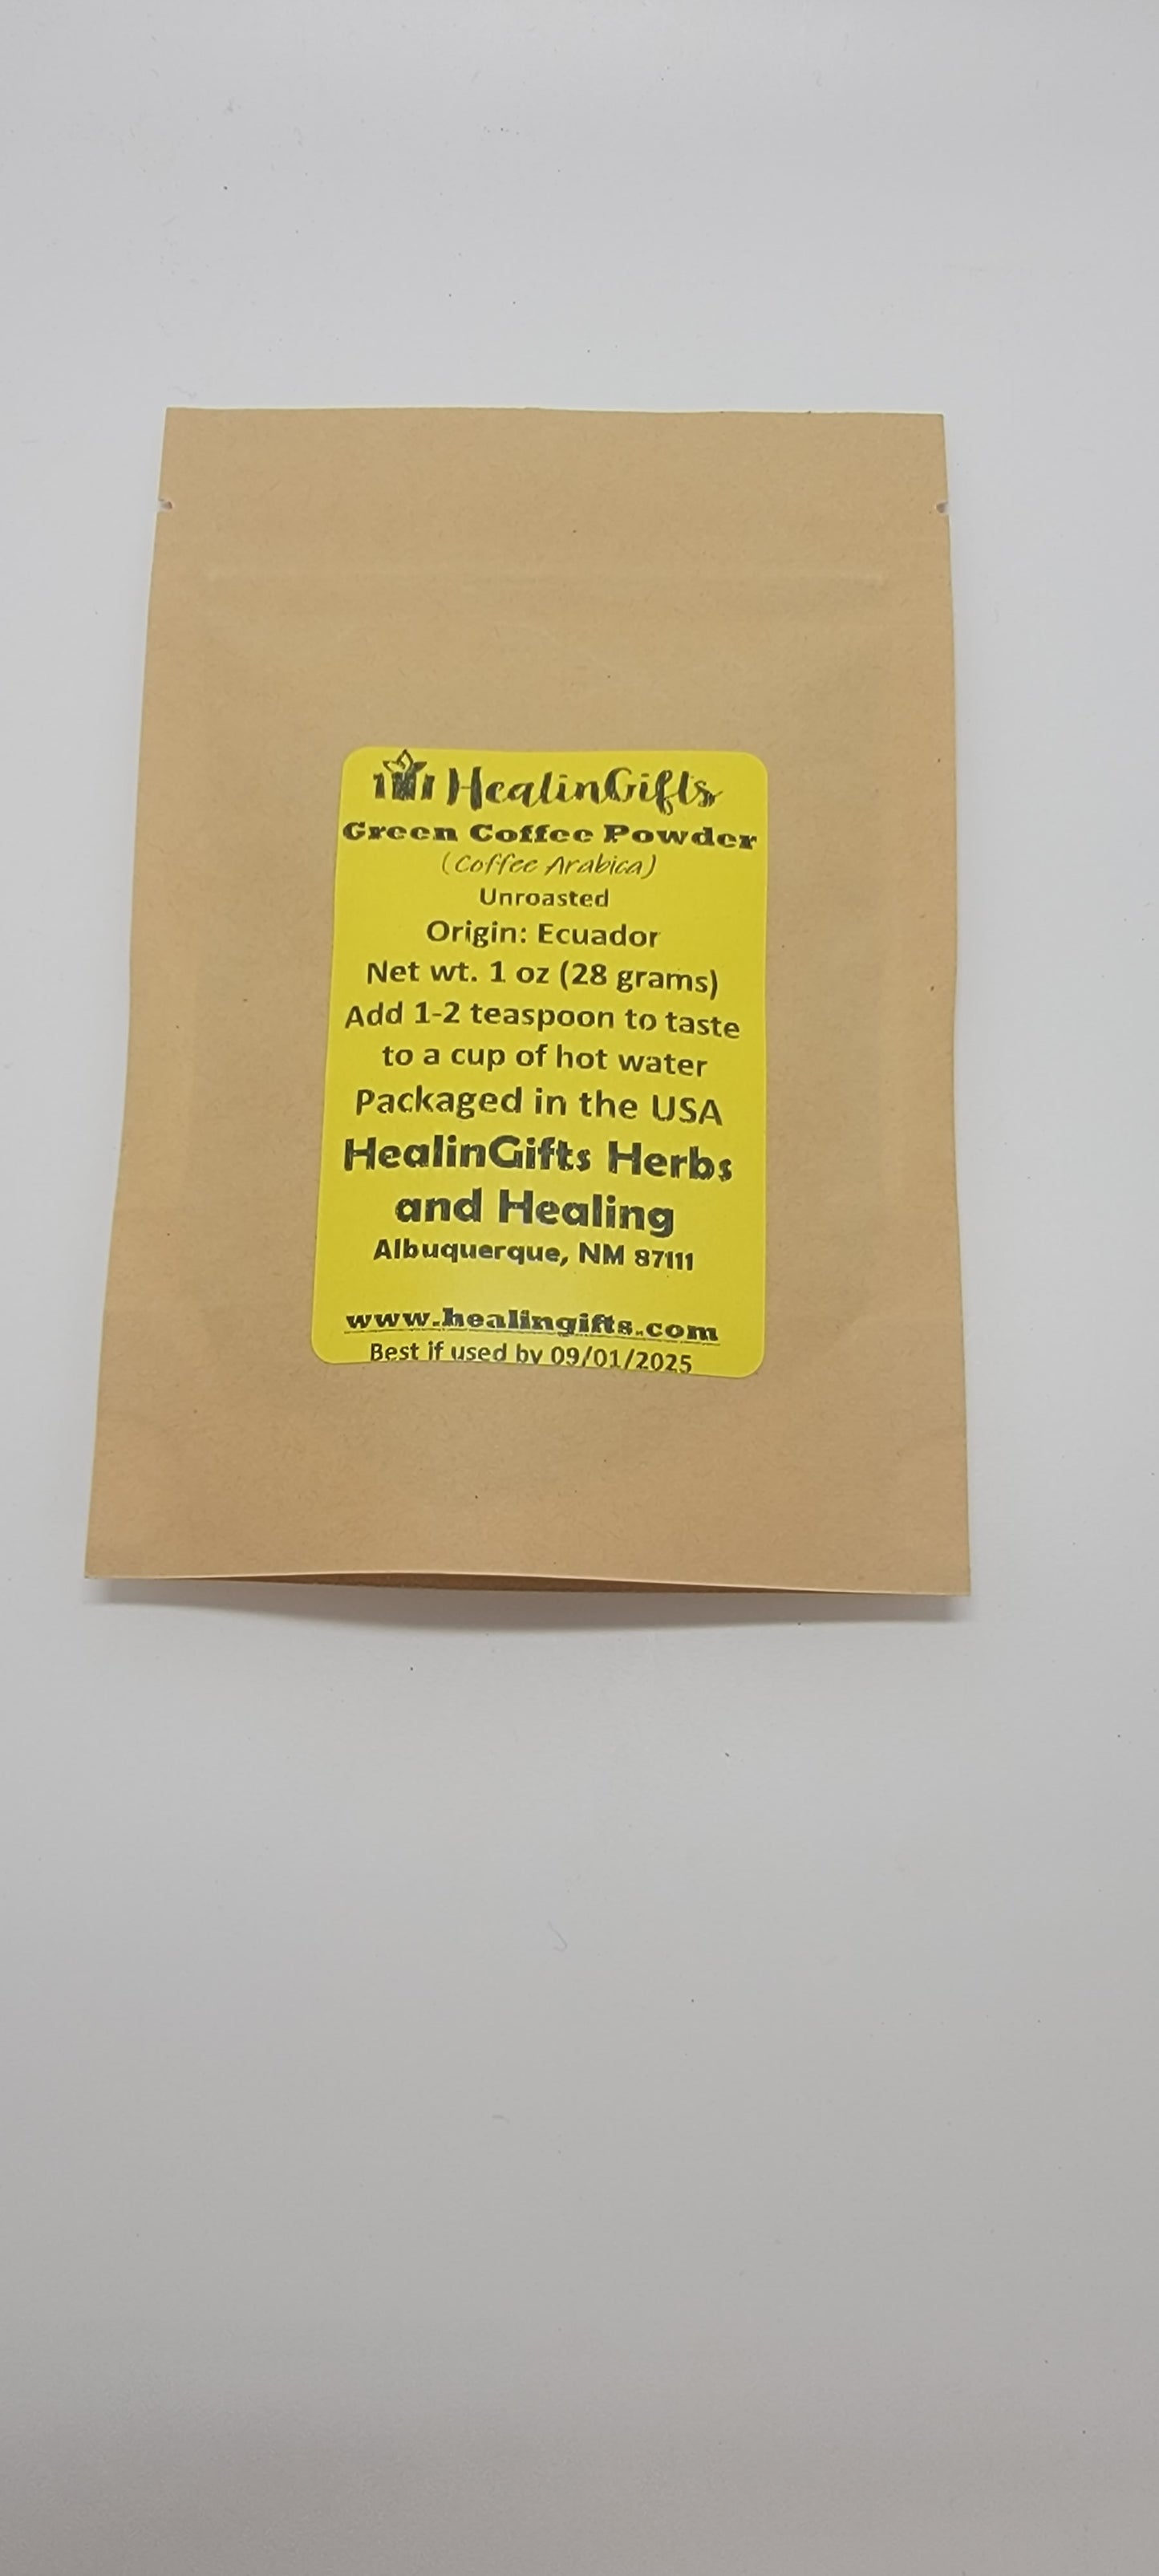 HealinGifts
Green Coffee Powder
(Coffee Arabica)
Unroasted
Origin: Ecuador
Net wt. 1 oz (28 grams)
Add 1-2 teaspoon to taste
to a cup of hot water
Packaged in the USA
HealinGifts Herbs
and Healing
Albuquerque, NM 87111
www.healingifts.com
Best if used by 09/01/2025